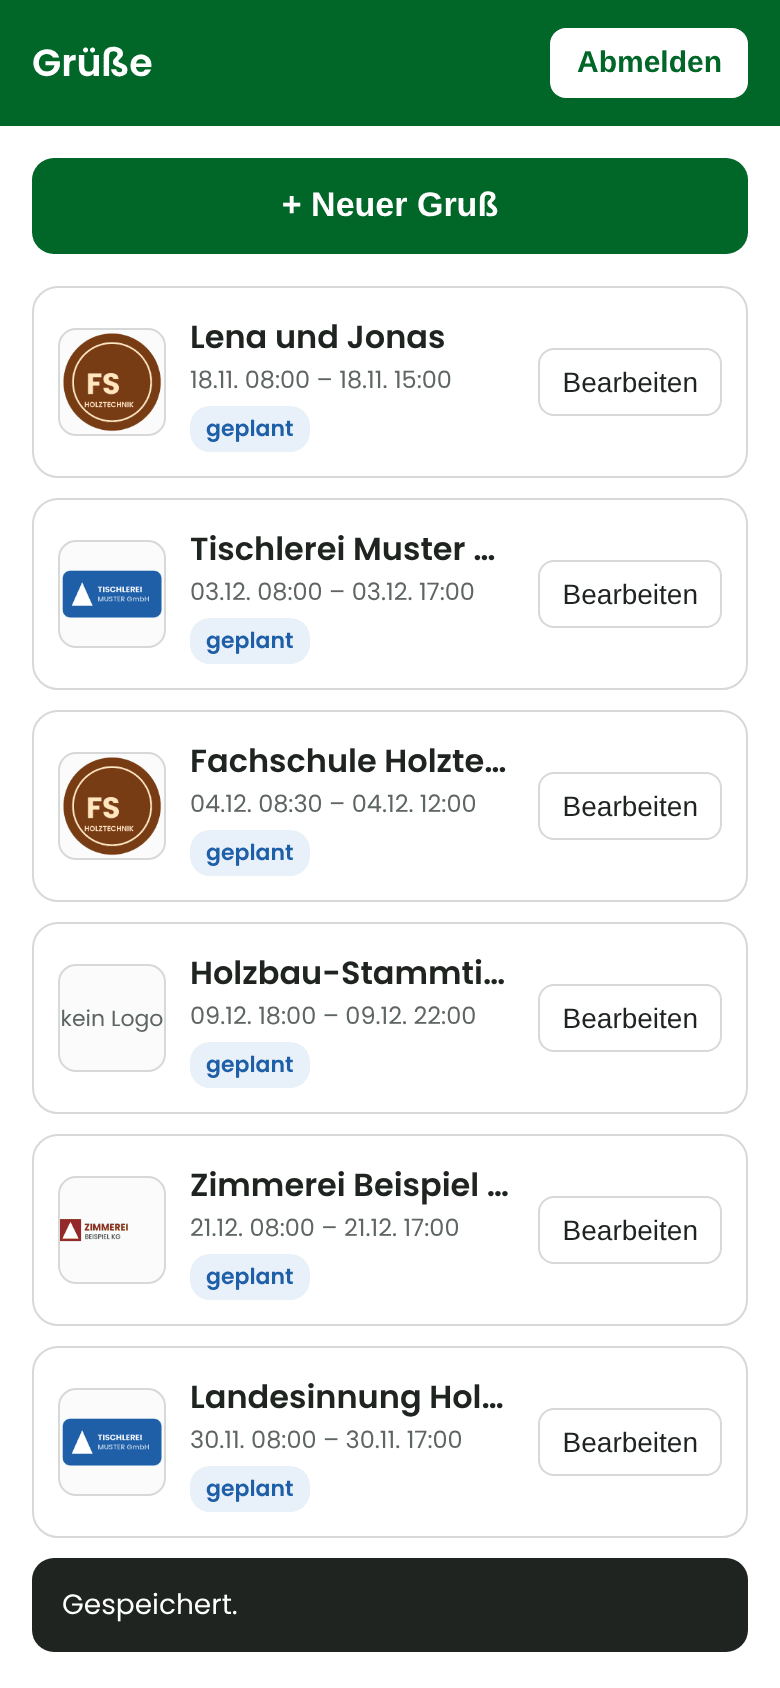 Grüße
Abmelden
+ Neuer Gruß
FS
HOLZTECHNIK
Lena und Jonas
18.11. 08:00 – 18.11. 15:00
geplant
Bearbeiten
TISCHLEREI
MUSTER GmbH
Tischlerei Muster ...
03.12. 08:00 – 03.12. 17:00
geplant
Bearbeiten
FS
HOLZTECHNIK
Fachschule Holzte...
04.12. 08:30 – 04.12. 12:00
geplant
Bearbeiten
kein Logo
Holzbau-Stammti...
09.12. 18:00 – 09.12. 22:00
geplant
Bearbeiten
ZIMMEREI
BEISPIEL KG
Zimmerei Beispiel ...
21.12. 08:00 – 21.12. 17:00
geplant
Bearbeiten
TISCHLEREI
MUSTER GmbH
Landesinnung Hol...
30.11. 08:00 – 30.11. 17:00
geplant
Bearbeiten
Gespeichert.